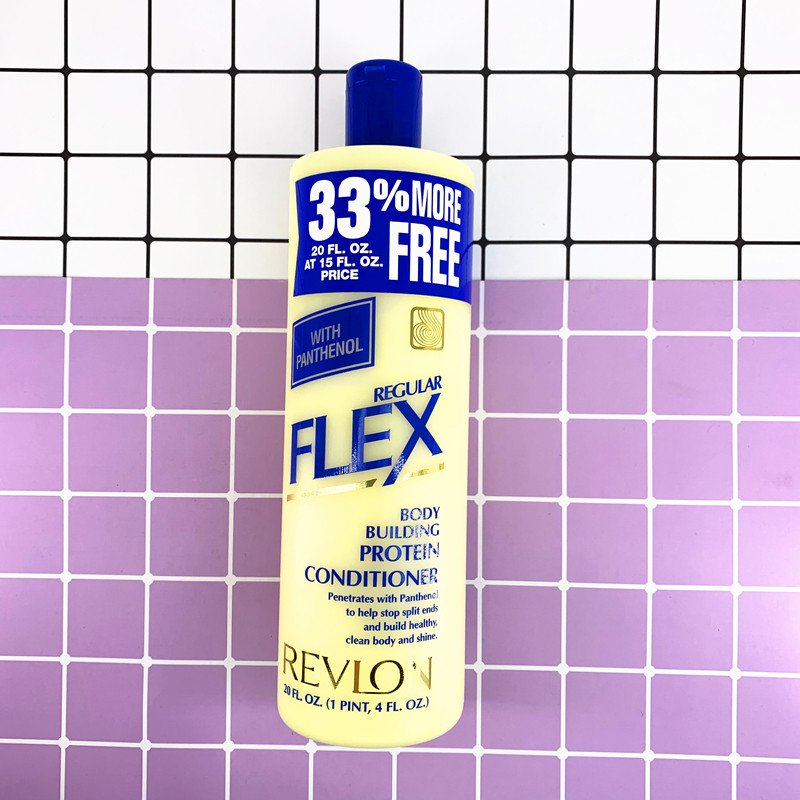 33% MORE
FREE
20 FL. OZ.
AT 15 FL. OZ.
PRICE
WITH
PANTHENOL
REGULAR
FLEX
BODY
BUILDING
PROTEIN
CONDITIONER
Penetrates with Panthenol
to help stop split ends
and build healthy,
clean body and shine.
REVLON
20 FL. OZ. (1 PINT, 4 FL. OZ.)